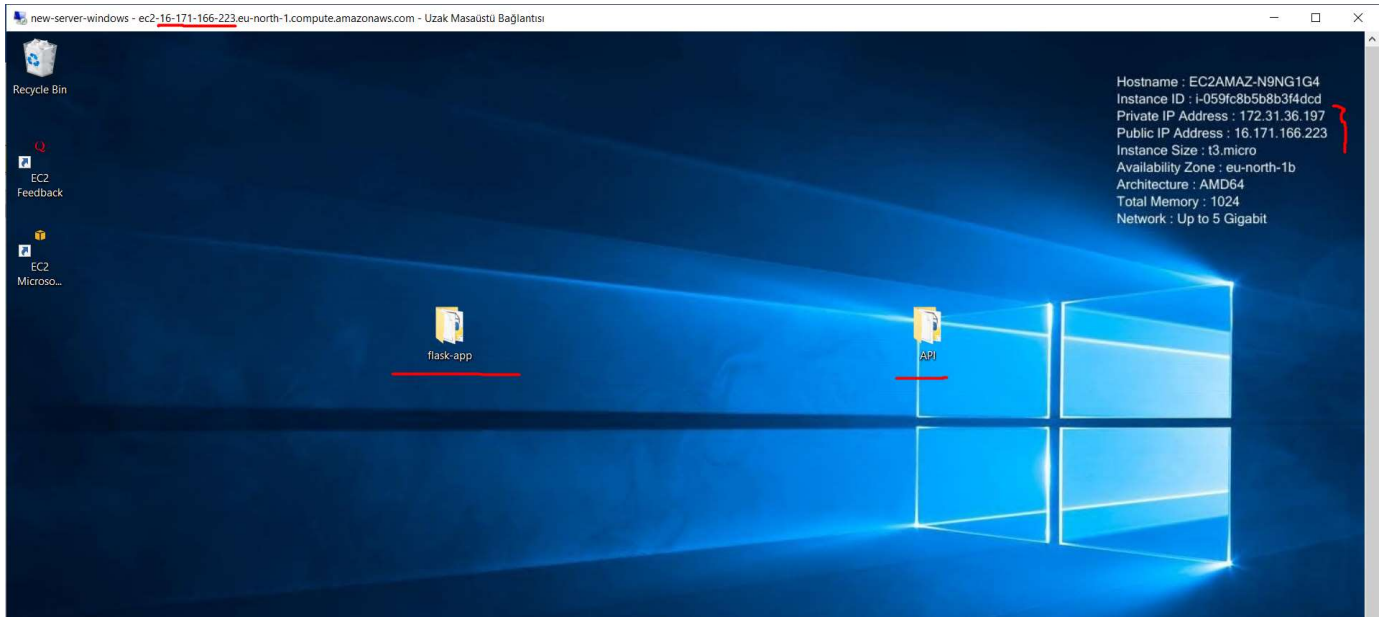 new-server-windows - ec2-16-171-166-223.eu-north-1.compute.amazonaws.com - Uzak Masaüstü Bağlantısı
Recycle Bin
EC2
Feedback
EC2
Microso...
flask-app
API
Hostname : EC2AMAZ-N9NG1G4
Instance ID : i-059fc8b5b8b3f4dcd
Private IP Address : 172.31.36.197
Public IP Address : 16.171.166.223
Instance Size : t3.micro
Availability Zone : eu-north-1b
Architecture : AMD64
Total Memory : 1024
Network : Up to 5 Gigabit